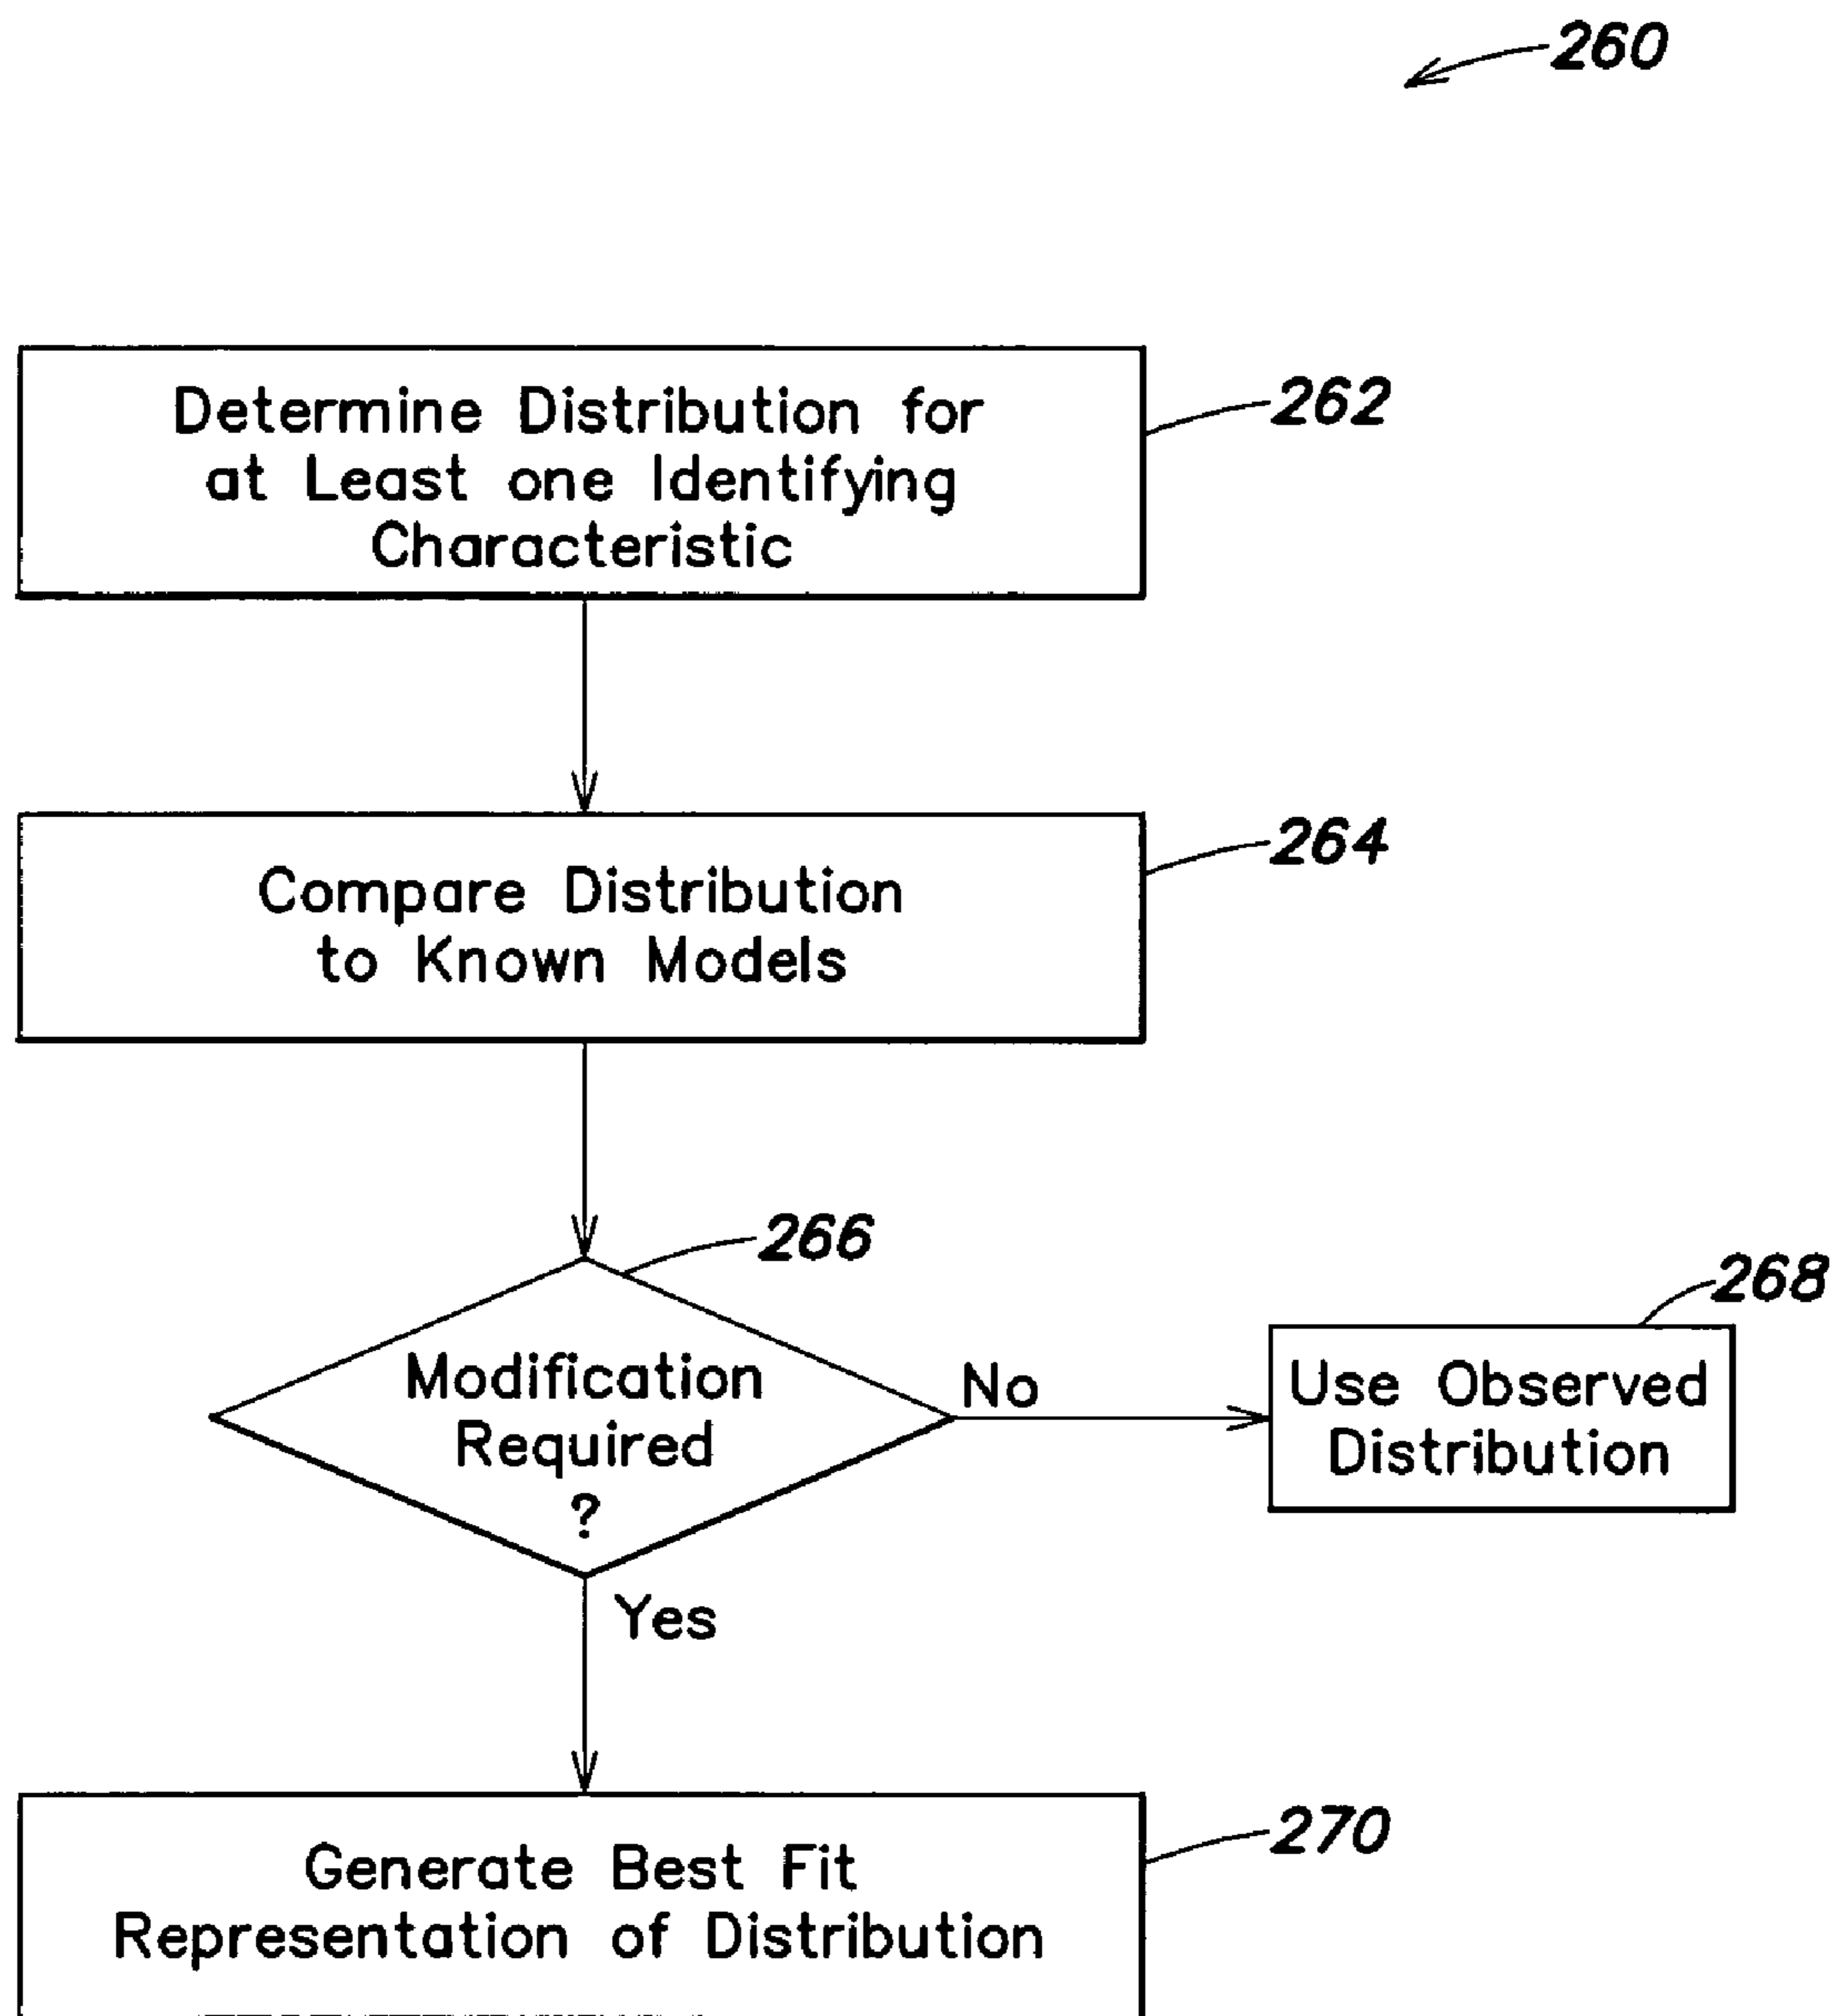 260
Determine Distribution for
at Least one Identifying
Characteristic
262
Compare Distribution
to Known Models
264
266
Modification
Required
?
No
268
Use Observed
Distribution
Yes
Generate Best Fit
Representation of Distribution
270